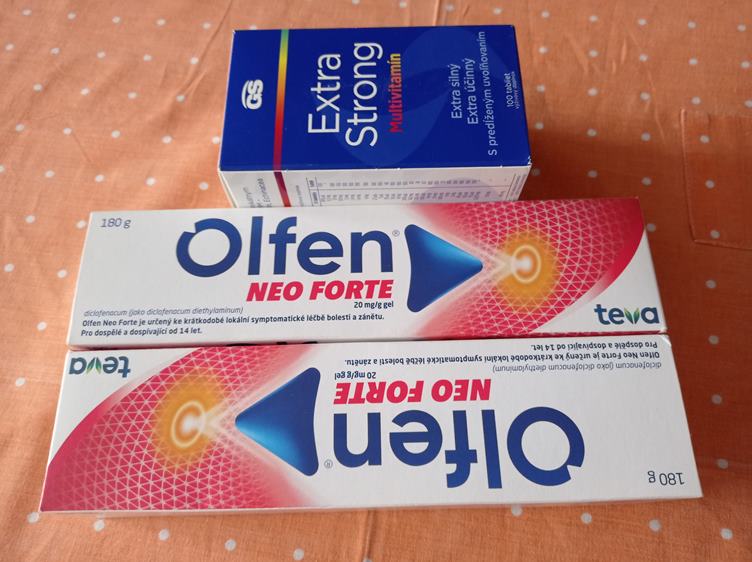 GS
Extra
Strong
Multivitamín
Extra silný
Extra účinný
S predĺženým uvoľňovaním
100 tabliet
výživový doplnok
180 g
Olfen®
NEO FORTE
20 mg/g gel
diclofenacum (jako diclofenacum diethylaminum)
Olfen Neo Forte je určený ke krátkodobé lokální symptomatické léčbě bolesti a zánětu.
Pro dospělé a dospívající od 14 let.
teva
180 g
Olfen®
NEO FORTE
20 mg/g gel
diclofenacum (jako diclofenacum diethylaminum)
Olfen Neo Forte je určený ke krátkodobé lokální symptomatické léčbě bolesti a zánětu.
Pro dospělé a dospívající od 14 let.
teva